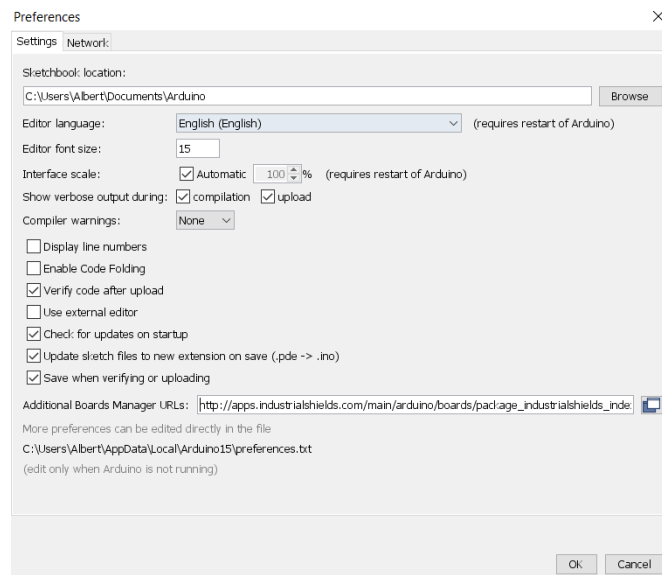 Preferences
Settings Network
Sketchbook location:
C:\Users\Albert\Documents\Arduino Browse
Editor language: English (English) (requires restart of Arduino)
Editor font size: 15
Interface scale: Automatic 100 % (requires restart of Arduino)
Show verbose output during: compilation upload
Compiler warnings: None
Display line numbers
Enable Code Folding
Verify code after upload
Use external editor
Check for updates on startup
Update sketch files to new extension on save (.pde -> .ino)
Save when verifying or uploading
Additional Boards Manager URLs: http://apps.industrialshields.com/main/arduino/boards/package_industrialshields_inde
More preferences can be edited directly in the file
C:\Users\Albert\AppData\Local\Arduino15\preferences.txt
(edit only when Arduino is not running)
OK Cancel